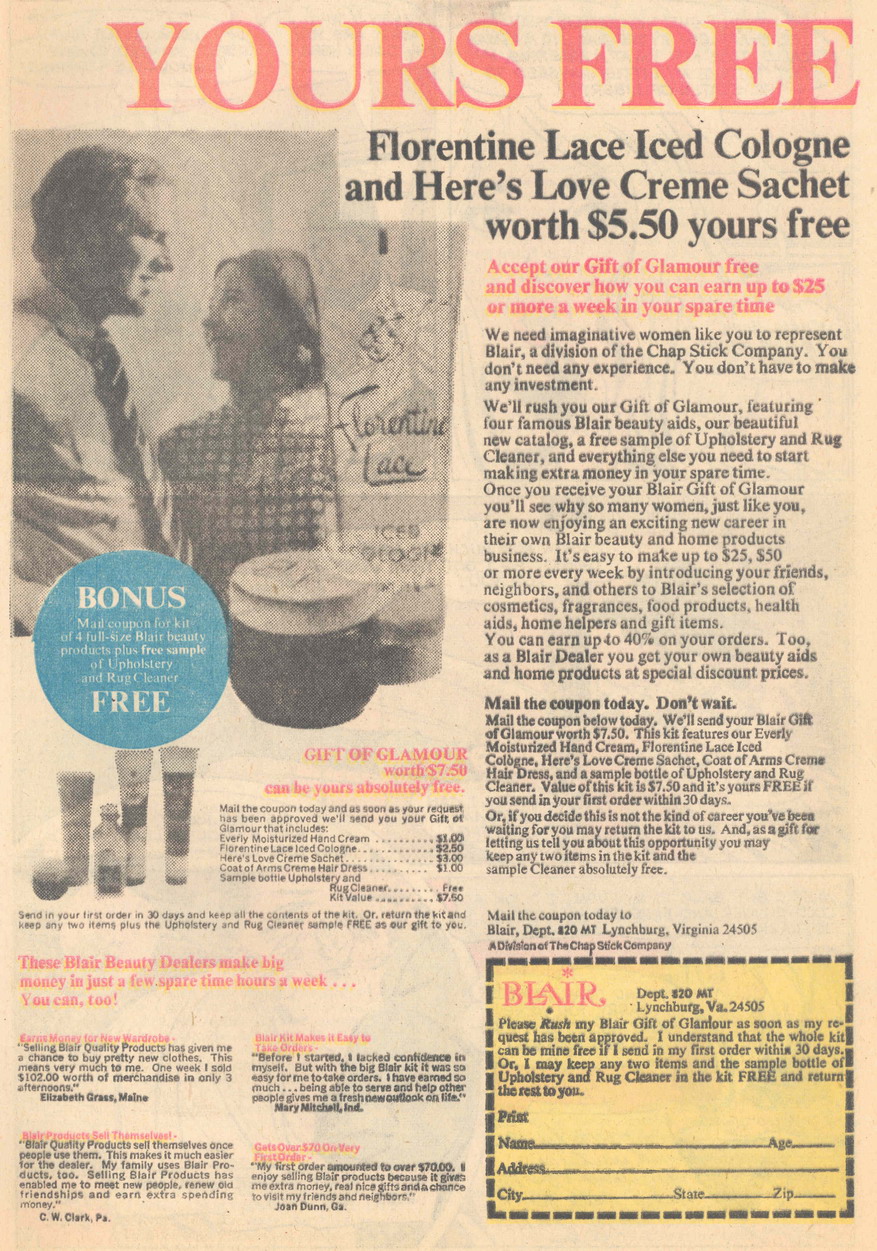 YOURS FREE
Florentine Lace Iced Cologne
and Here's Love Creme Sachet
worth $5.50 yours free
Accept our Gift of Glamour free
and discover how you can earn up to $25
or more a week in your spare time
We need imaginative women like you to represent
Blair, a division of the Chap Stick Company. You
don't need any experience. You don't have to make
any investment.
We'll rush you our Gift of Glamour, featuring
four famous Blair beauty aids, our beautiful
new catalog, a free sample of Upholstery and Rug
Cleaner, and everything else you need to start
making extra money in your spare time.
Once you receive your Blair Gift of Glamour
you'll see why so many women, just like you,
are now enjoying an exciting new career in
their own Blair beauty and home products
business. It's easy to make up to $25, $50
or more every week by introducing your friends,
neighbors, and others to Blair's selection of
cosmetics, fragrances, food products, health
aids, home helpers and gift items.
You can earn up to 40% on your orders. Too,
as a Blair Dealer you get your own beauty aids
and home products at special discount prices.
Mail the coupon today. Don't wait.
Mail the coupon below today. We'll send your Blair Gift
of Glamour worth $7.50. This kit features our Everly
Moisturized Hand Cream, Florentine Lace Iced
Cologne, Here's Love Creme Sachet, Coat of Arms Creme
Hair Dress, and a sample bottle of Upholstery and Rug
Cleaner. Value of this kit is $7.50 and it's yours FREE if
you send in your first order within 30 days.
Or, if you decide this is not the kind of career you've been
waiting for you may return the kit to us. And, as a gift for
letting us tell you about this opportunity you may
keep any two items in the kit and the
sample Cleaner absolutely free.
Florentine
Lace
ICED
COLOGNE
BONUS
Mail coupon for kit
of 4 full-size Blair beauty
products plus free sample
of Upholstery
and Rug Cleaner
FREE
GIFT OF GLAMOUR
worth $7.50
can be yours absolutely free.
Mail the coupon today and as soon as your request
has been approved we'll send you your Gift of
Glamour that includes:
Everly Moisturized Hand Cream .......... $1.00
Florentine Lace Iced Cologne............. $2.50
Here's Love Creme Sachet............... $3.00
Coat of Arms Creme Hair Dress........... $1.00
Sample bottle Upholstery and
Rug Cleaner......... Free
Kit Value .......... $7.50
Send in your first order in 30 days and keep all the contents of the kit. Or, return the kit and
keep any two items plus the Upholstery and Rug Cleaner sample FREE as our gift to you.
These Blair Beauty Dealers make big
money in just a few spare time hours a week . . .
You can, too!
Earns Money for New Wardrobe -
"Selling Blair Quality Products has given me
a chance to buy pretty new clothes. This
means very much to me. One week I sold
$102.00 worth of merchandise in only 3
afternoons."
Elizabeth Grass, Maine
Blair Products Sell Themselves! -
"Blair Quality Products sell themselves once
people use them. This makes it much easier
for the dealer. My family uses Blair Pro-
ducts, too. Selling Blair Products has
enabled me to meet new people, renew old
friendships and earn extra spending
money."
C. W. Clark, Pa.
Blair Kit Makes it Easy to
Take Orders -
"Before I started, I lacked confidence in
myself. But with the big Blair kit it was so
easy for me to take orders. I have earned so
much . . . being able to serve and help other
people gives me a fresh new outlook on life."
Mary Mitchell, Ind.
Gets Over $70 On Very
First Order -
"My first order amounted to over $70.00. I
enjoy selling Blair products because it gives
me extra money, real nice gifts and a chance
to visit my friends and neighbors."
Joan Dunn, Ga.
Mail the coupon today to
Blair, Dept. 820 MT Lynchburg, Virginia 24505
A Division of The Chap Stick Company
BLAIR
Dept. 820 MT
Lynchburg, Va. 24505
Please Rush my Blair Gift of Glamour as soon as my re-
quest has been approved. I understand that the whole kit
can be mine free if I send in my first order within 30 days.
Or, I may keep any two items and the sample bottle of
Upholstery and Rug Cleaner in the kit FREE and return
the rest to you.
Print
Name Age
Address
City State Zip